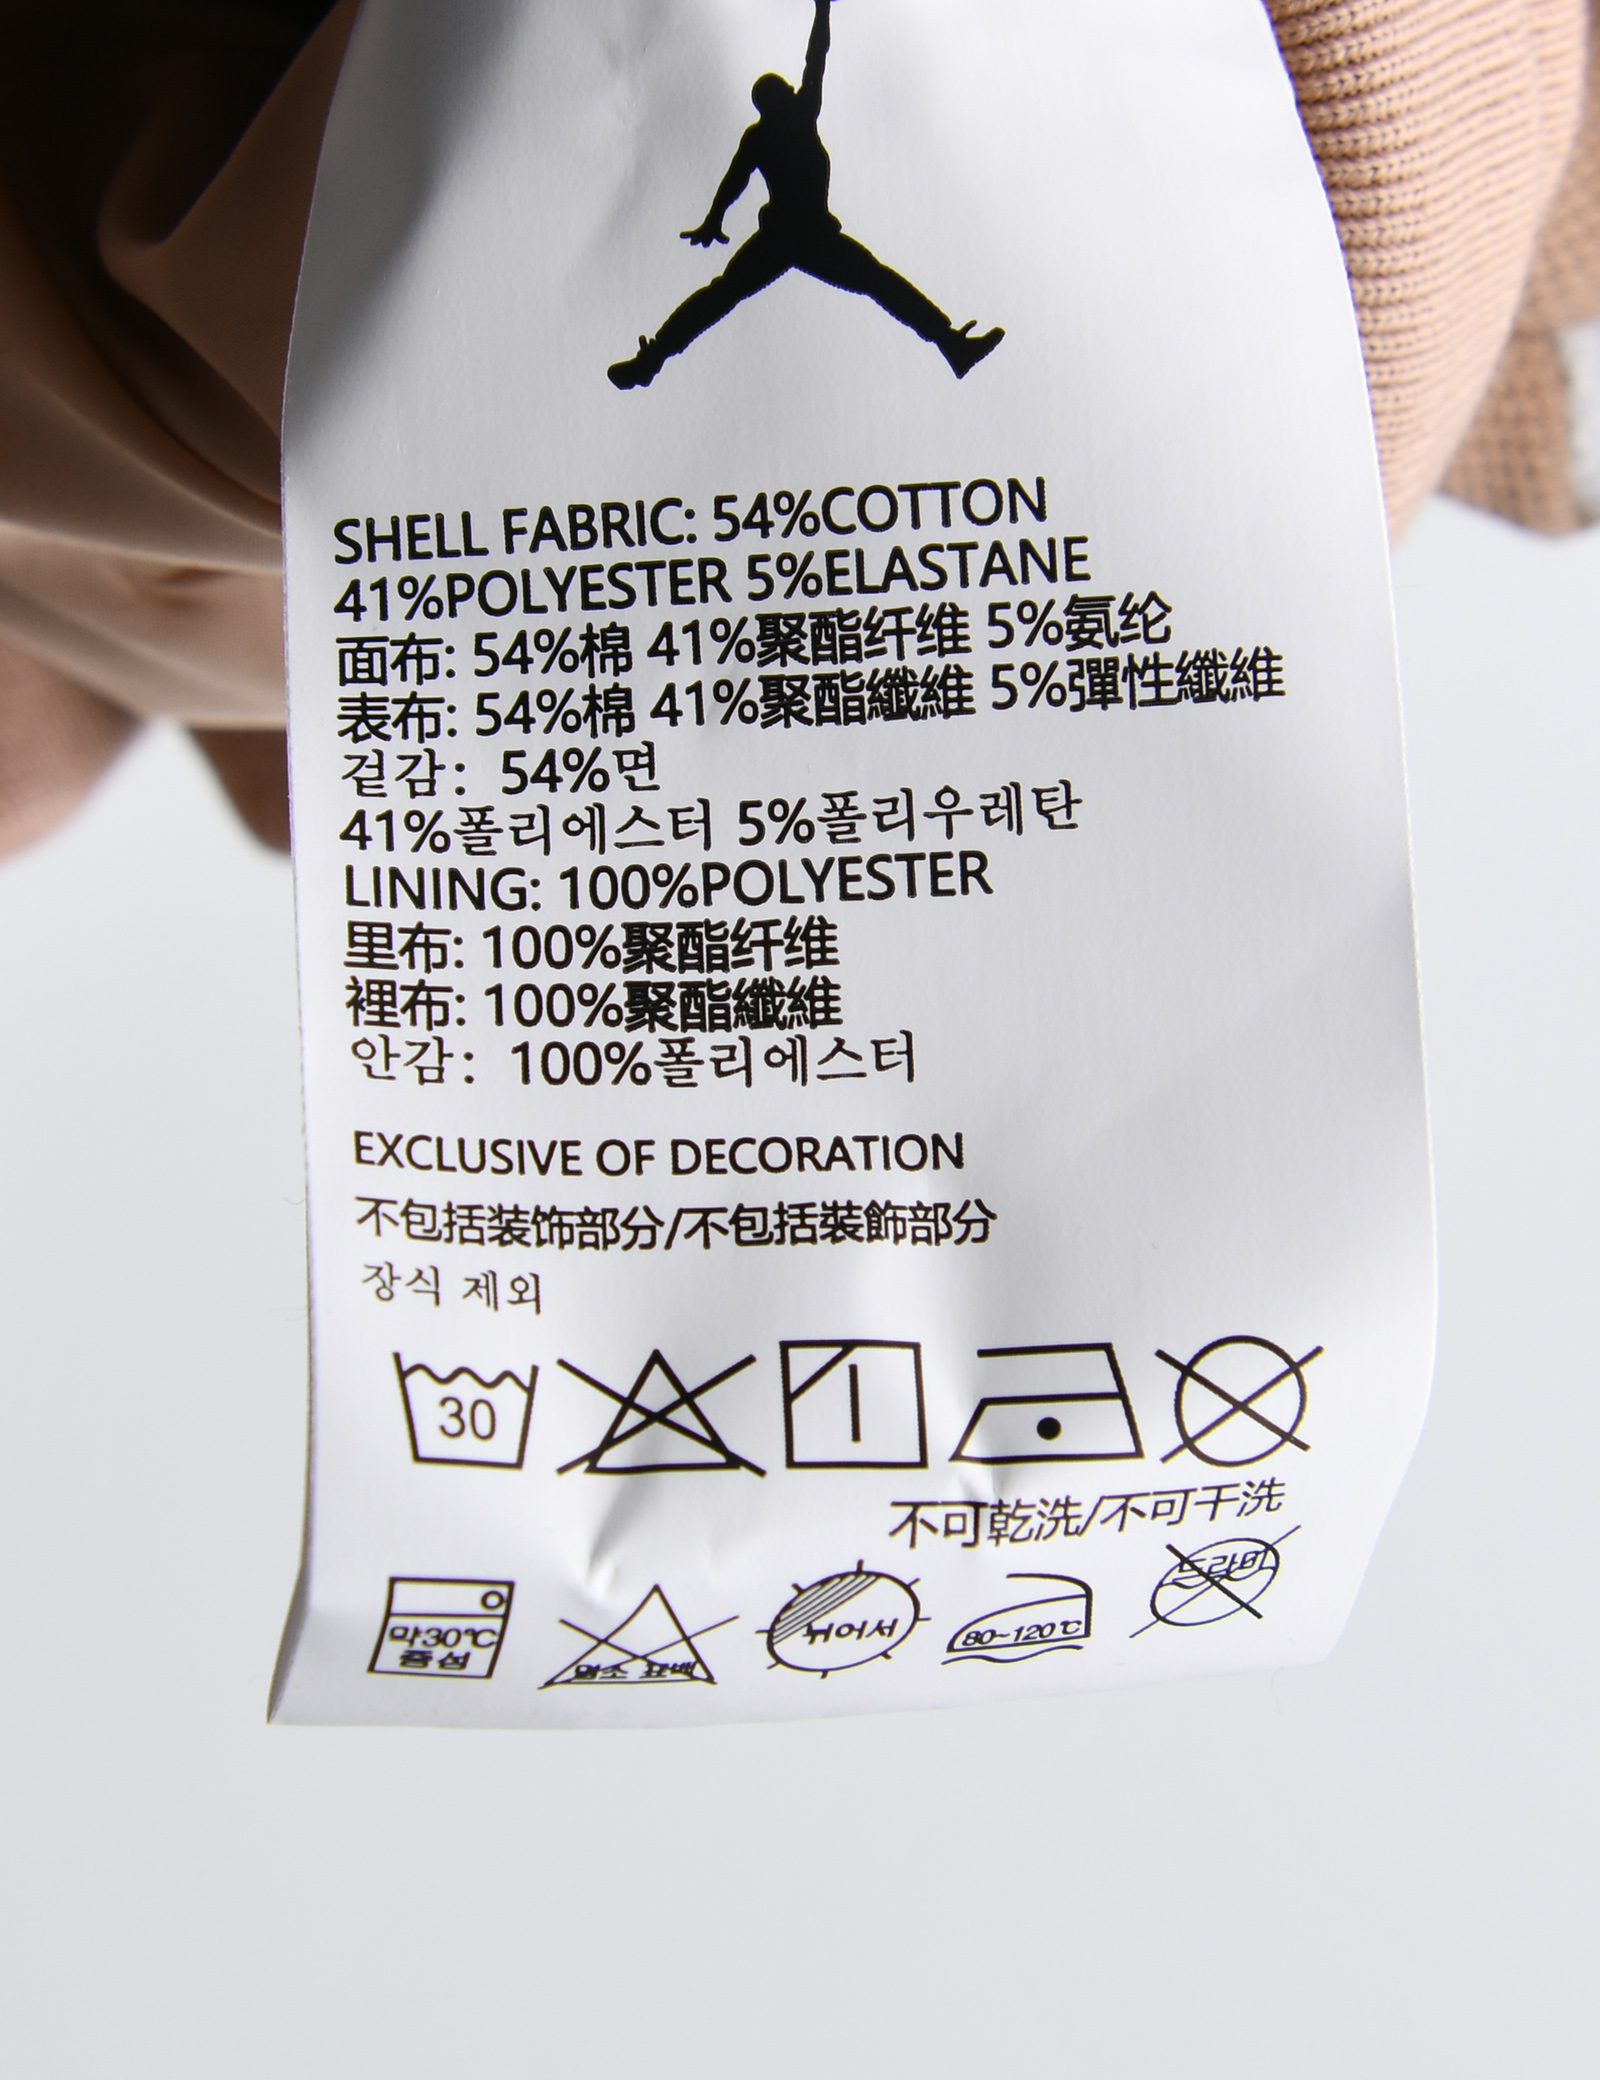 SHELL FABRIC: 54%COTTON
41%POLYESTER 5%ELASTANE
面布: 54%棉 41%聚酯纤维 5%氨纶
表布: 54%棉 41%聚酯纖維 5%彈性纖維
겉감: 54%면
41%폴리에스터 5%폴리우레탄
LINING: 100%POLYESTER
里布: 100%聚酯纤维
裡布: 100%聚酯纖維
안감: 100%폴리에스터
EXCLUSIVE OF DECORATION
不包括装饰部分/不包括裝飾部分
장식 제외
30
不可乾洗/不可干洗
약30℃
중성
염소 표백
뉘어서
80~120℃
드라이